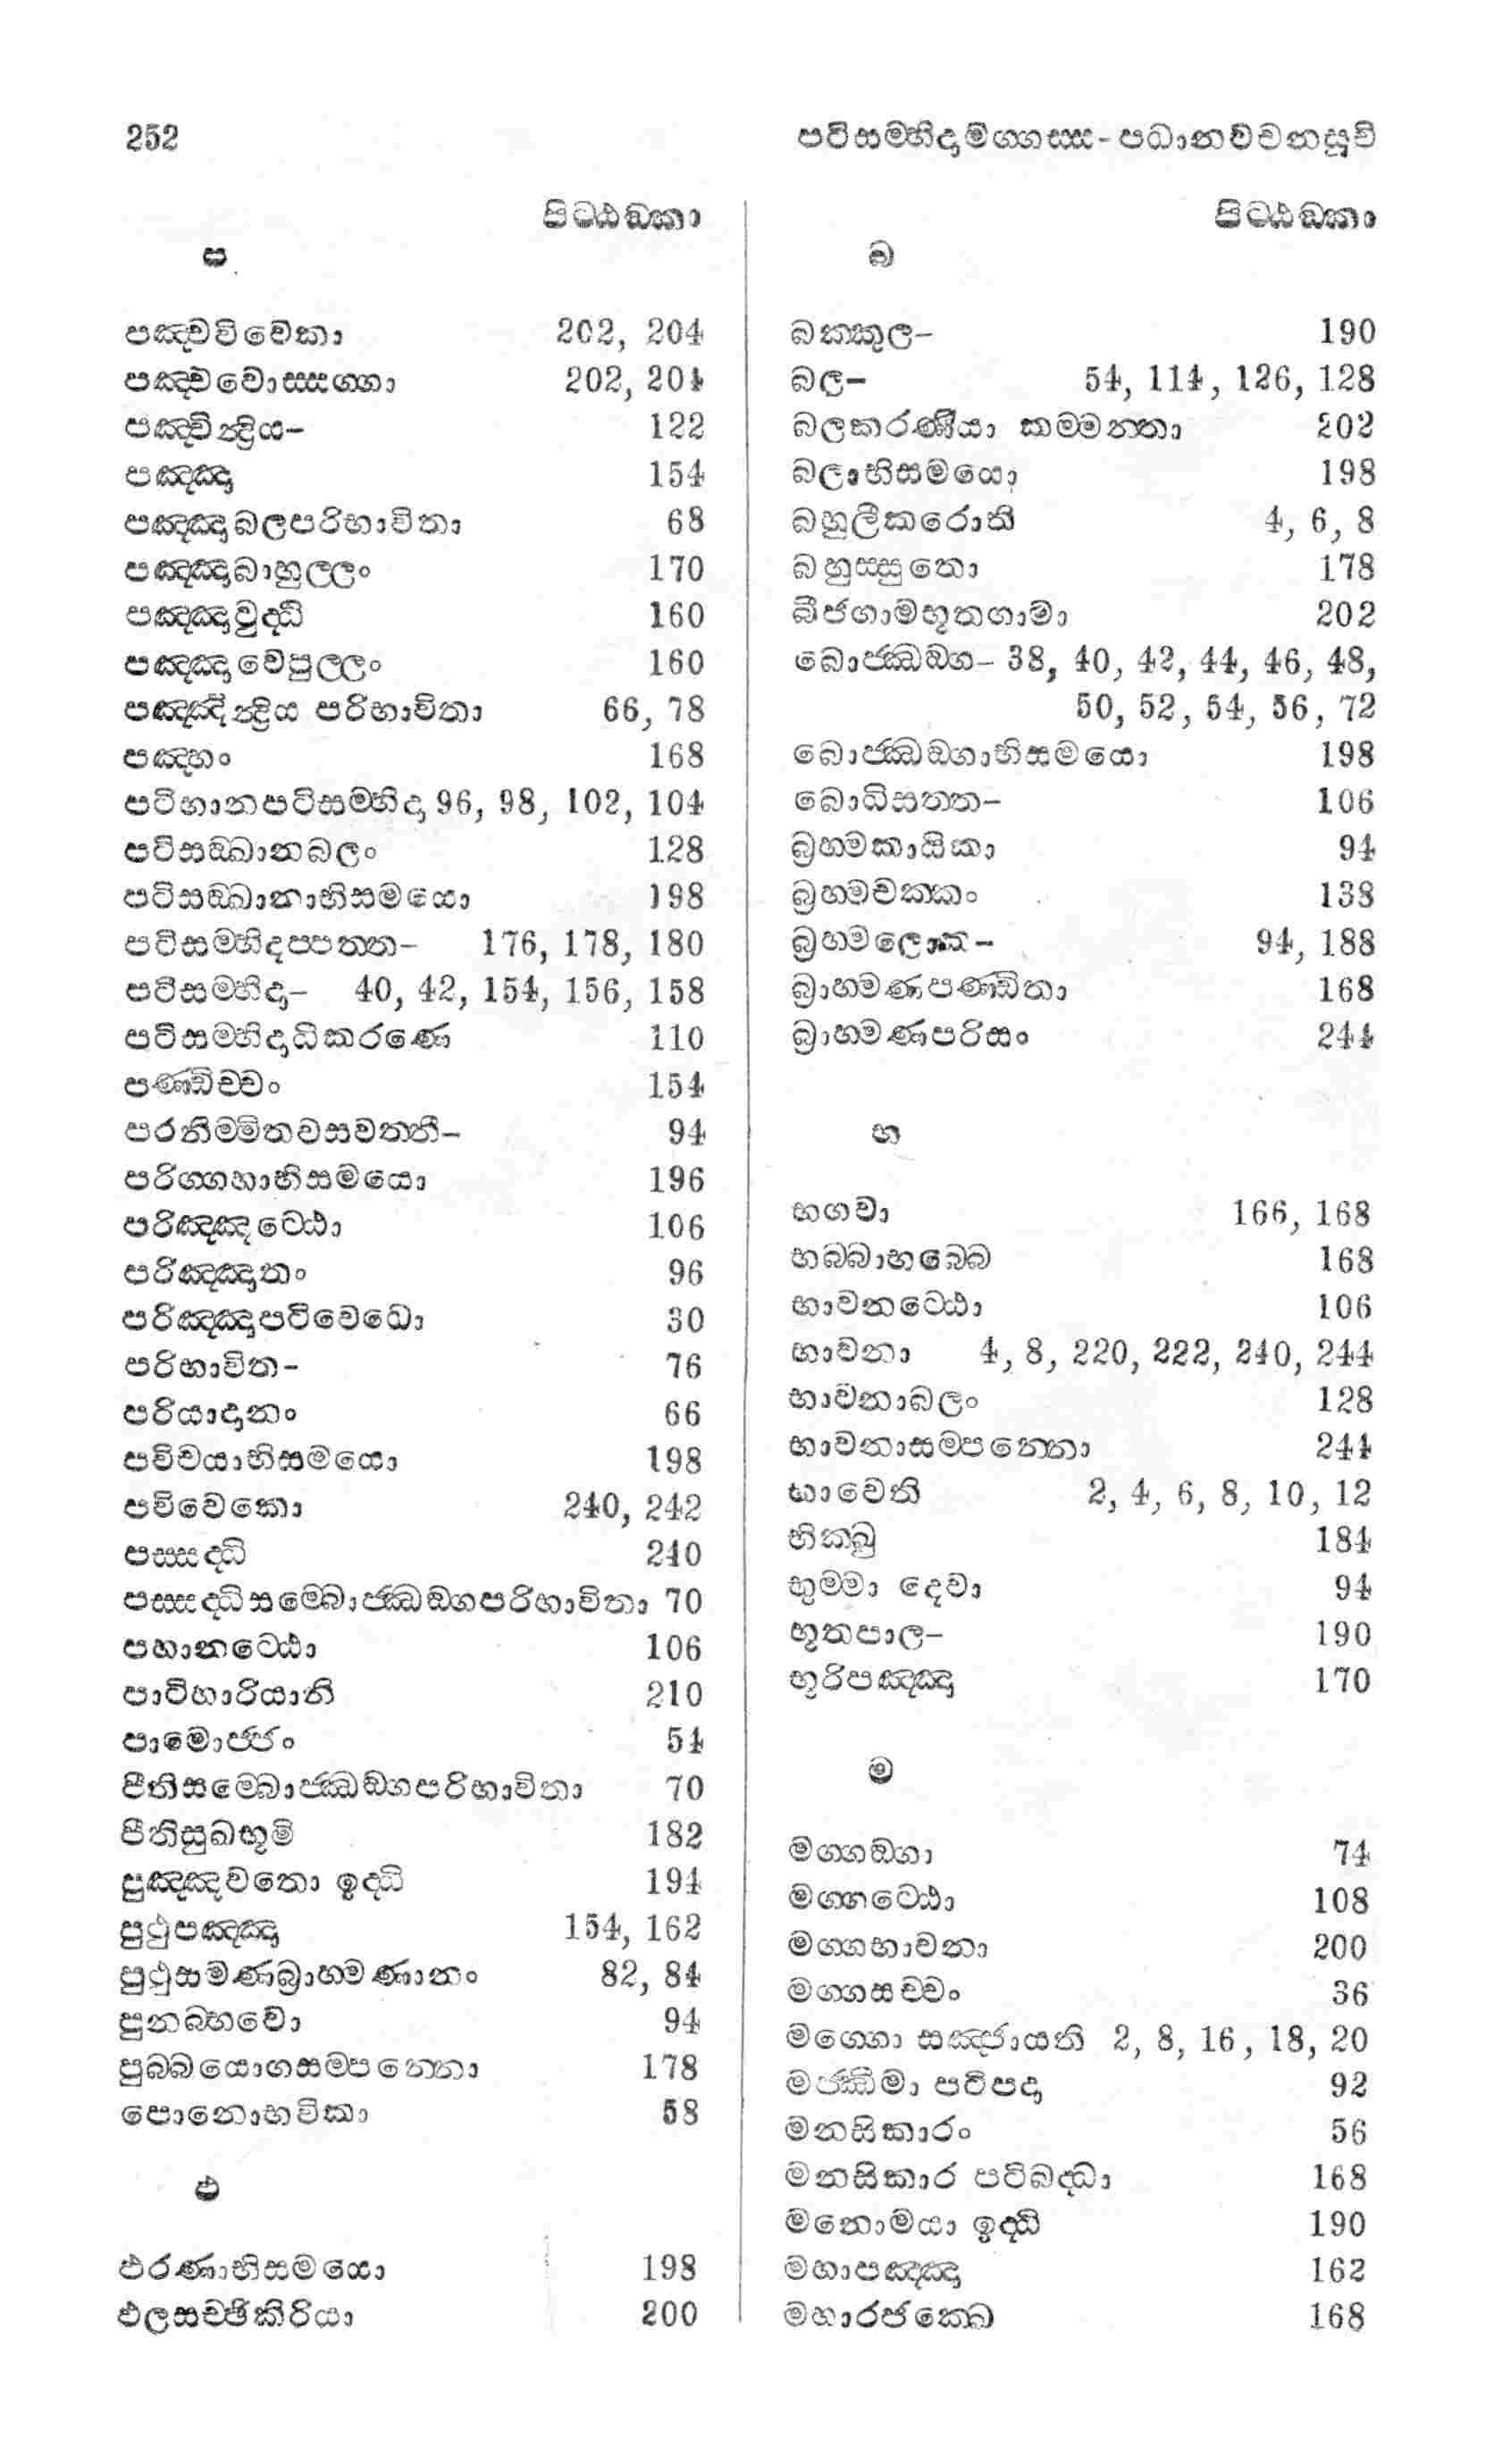 252
පටිසම්භිදාමග්ගස්ස-පධානවචනසූචි
පිට්ඨඞ්කා
ප
පඤ්චවිවේකා 202, 204
පඤ්චවොස්සග්ගා 202, 204
පඤ්චින්ද්‍රිය- 122
පඤ්ඤා 154
පඤ්ඤාබලපරිභාවිතා 68
පඤ්ඤාබාහුල්ලං 170
පඤ්ඤාවුද්ධි 160
පඤ්ඤාවේපුල්ලං 160
පඤ්ඤින්ද්‍රිය පරිභාවිතා 66, 78
පඤ්හං 168
පටිභානපටිසම්භිදා 96, 98, 102, 104
පටිසඞ්ඛානබලං 128
පටිසඞ්ඛානාභිසමයො 198
පටිසම්භිදප්පත්ත- 176, 178, 180
පටිසම්භිදා- 40, 42, 154, 156, 158
පටිසම්භිදාධිකරණේ 110
පණ්ඩිච්චං 154
පරනිම්මිතවසවත්තී- 94
පරිග්ගහාභිසමයො 196
පරිඤ්ඤට්ඨො 106
පරිඤ්ඤාතං 96
පරිඤ්ඤාපටිවෙධො 30
පරිභාවිත- 76
පරියාදානං 66
පවිචයාභිසමයො 198
පවිවෙකො 240, 242
පස්සද්ධි 240
පස්සද්ධිසම්බොජ්ඣඞ්ගපරිභාවිතා 70
පහානට්ඨො 106
පාටිහාරියානි 210
පාමොජ්ජං 54
පීතිසම්බොජ්ඣඞ්ගපරිභාවිතා 70
පීතිසුඛභූමි 182
පුඤ්ඤවතො ඉද්ධි 194
පුථුපඤ්ඤා 154, 162
පුථුසමණබ්‍රාහ්මණානං 82, 84
පුනබ්භවො 94
පුබ්බයොගසම්පන්නො 178
පොනොභවිකා 58
ඵ
ඵරණාභිසමයො 198
ඵලසච්ඡිකිරියා 200
පිට්ඨඞ්කා
බ
බක්කුල- 190
බල- 54, 114, 126, 128
බලකරණීයා කම්මන්තා 202
බලාභිසමයො 198
බහුලීකරොති 4, 6, 8
බහුස්සුතො 178
බීජගාමභූතගාමා 202
බොජ්ඣඞ්ග- 38, 40, 42, 44, 46, 48,
50, 52, 54, 56, 72
බොජ්ඣඞ්ගාභිසමයො 198
බොධිසත්ත- 106
බ්‍රහ්මකායිකා 94
බ්‍රහ්මචක්කං 138
බ්‍රහ්මලොක- 94, 188
බ්‍රාහ්මණපණ්ඩිතා 168
බ්‍රාහ්මණපරිසං 244
භ
භගවා 166, 168
භබ්බාභබ්බෙ 168
භාවනට්ඨො 106
භාවනා 4, 8, 220, 222, 240, 244
භාවනාබලං 128
භාවනාසම්පන්නො 244
භාවෙති 2, 4, 6, 8, 10, 12
භික්ඛු 184
භුම්මා දෙවා 94
භූතපාල- 190
භූරිපඤ්ඤා 170
ම
මග්ගඞ්ගා 74
මග්ගට්ඨො 108
මග්ගභාවනා 200
මග්ගසච්චං 36
මග්ගො සඤ්ජායති 2, 8, 16, 18, 20
මජ්ඣිමා පටිපදා 92
මනසිකාරං 56
මනසිකාර පටිබද්ධා 168
මනොමයා ඉද්ධි 190
මහාපඤ්ඤා 162
මහාරජක්ඛෙ 168